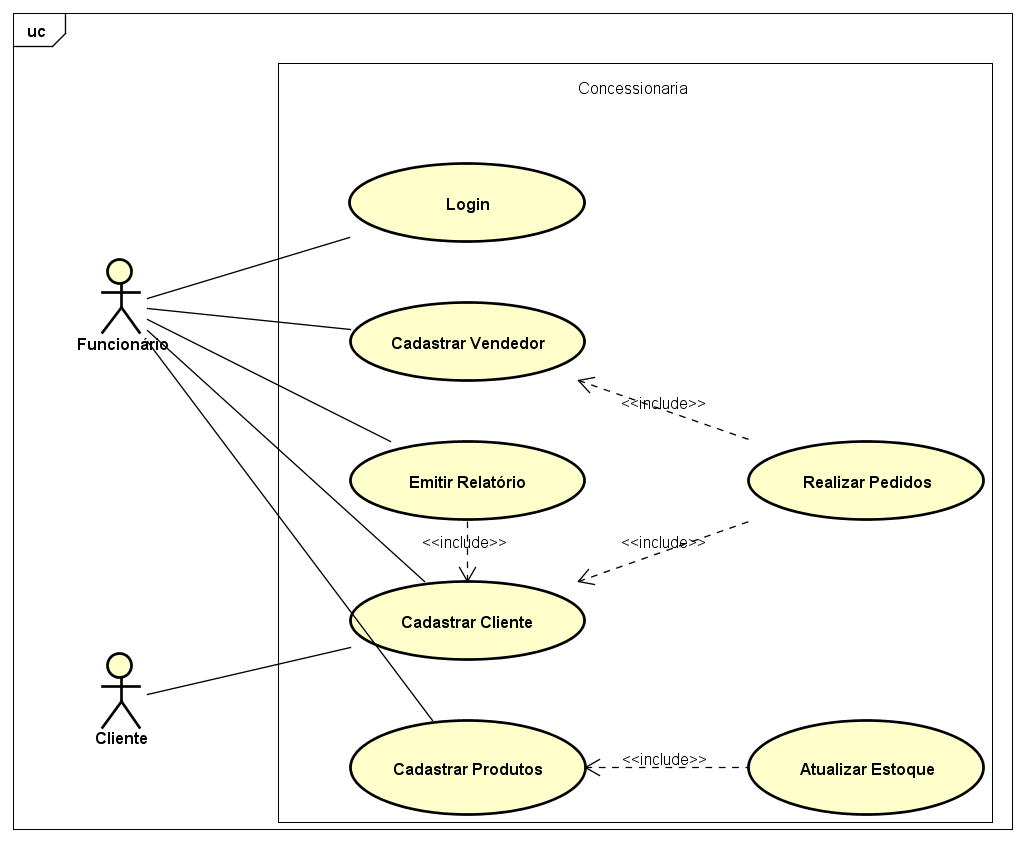 uc
Concessionaria
Login
Funcionário
Cadastrar Vendedor
<<include>>
Emitir Relatório
Realizar Pedidos
<<include>>
<<include>>
Cadastrar Cliente
Cliente
<<include>>
Cadastrar Produtos
Atualizar Estoque